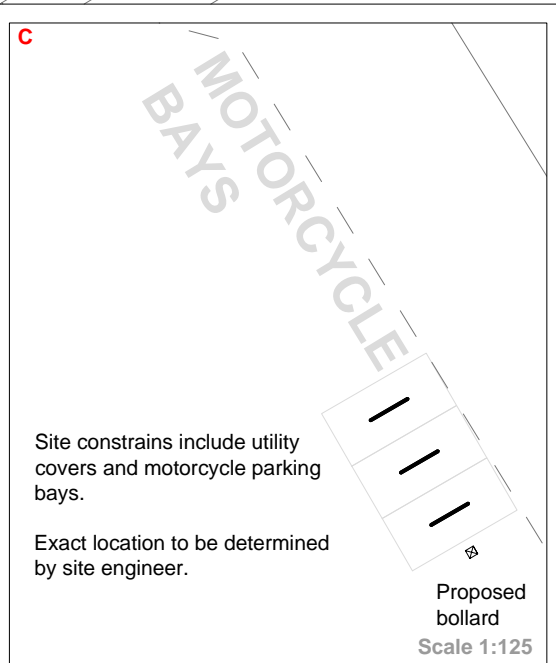 C
MOTORCYCLE
BAYS
Site constrains include utility
covers and motorcycle parking
bays.
Exact location to be determined
by site engineer.
Proposed
bollard
Scale 1:125